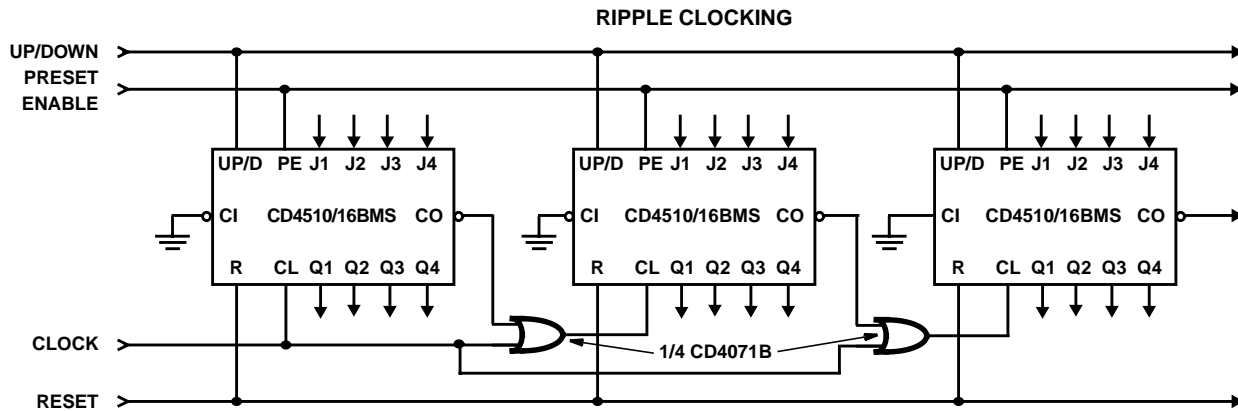 RIPPLE CLOCKING
UP/DOWN
PRESET
ENABLE
UP/D PE J1 J2 J3 J4
UP/D PE J1 J2 J3 J4
UP/D PE J1 J2 J3 J4
CI CD4510/16BMS CO
CI CD4510/16BMS CO
CI CD4510/16BMS CO
R CL Q1 Q2 Q3 Q4
R CL Q1 Q2 Q3 Q4
R CL Q1 Q2 Q3 Q4
CLOCK
1/4 CD4071B
RESET